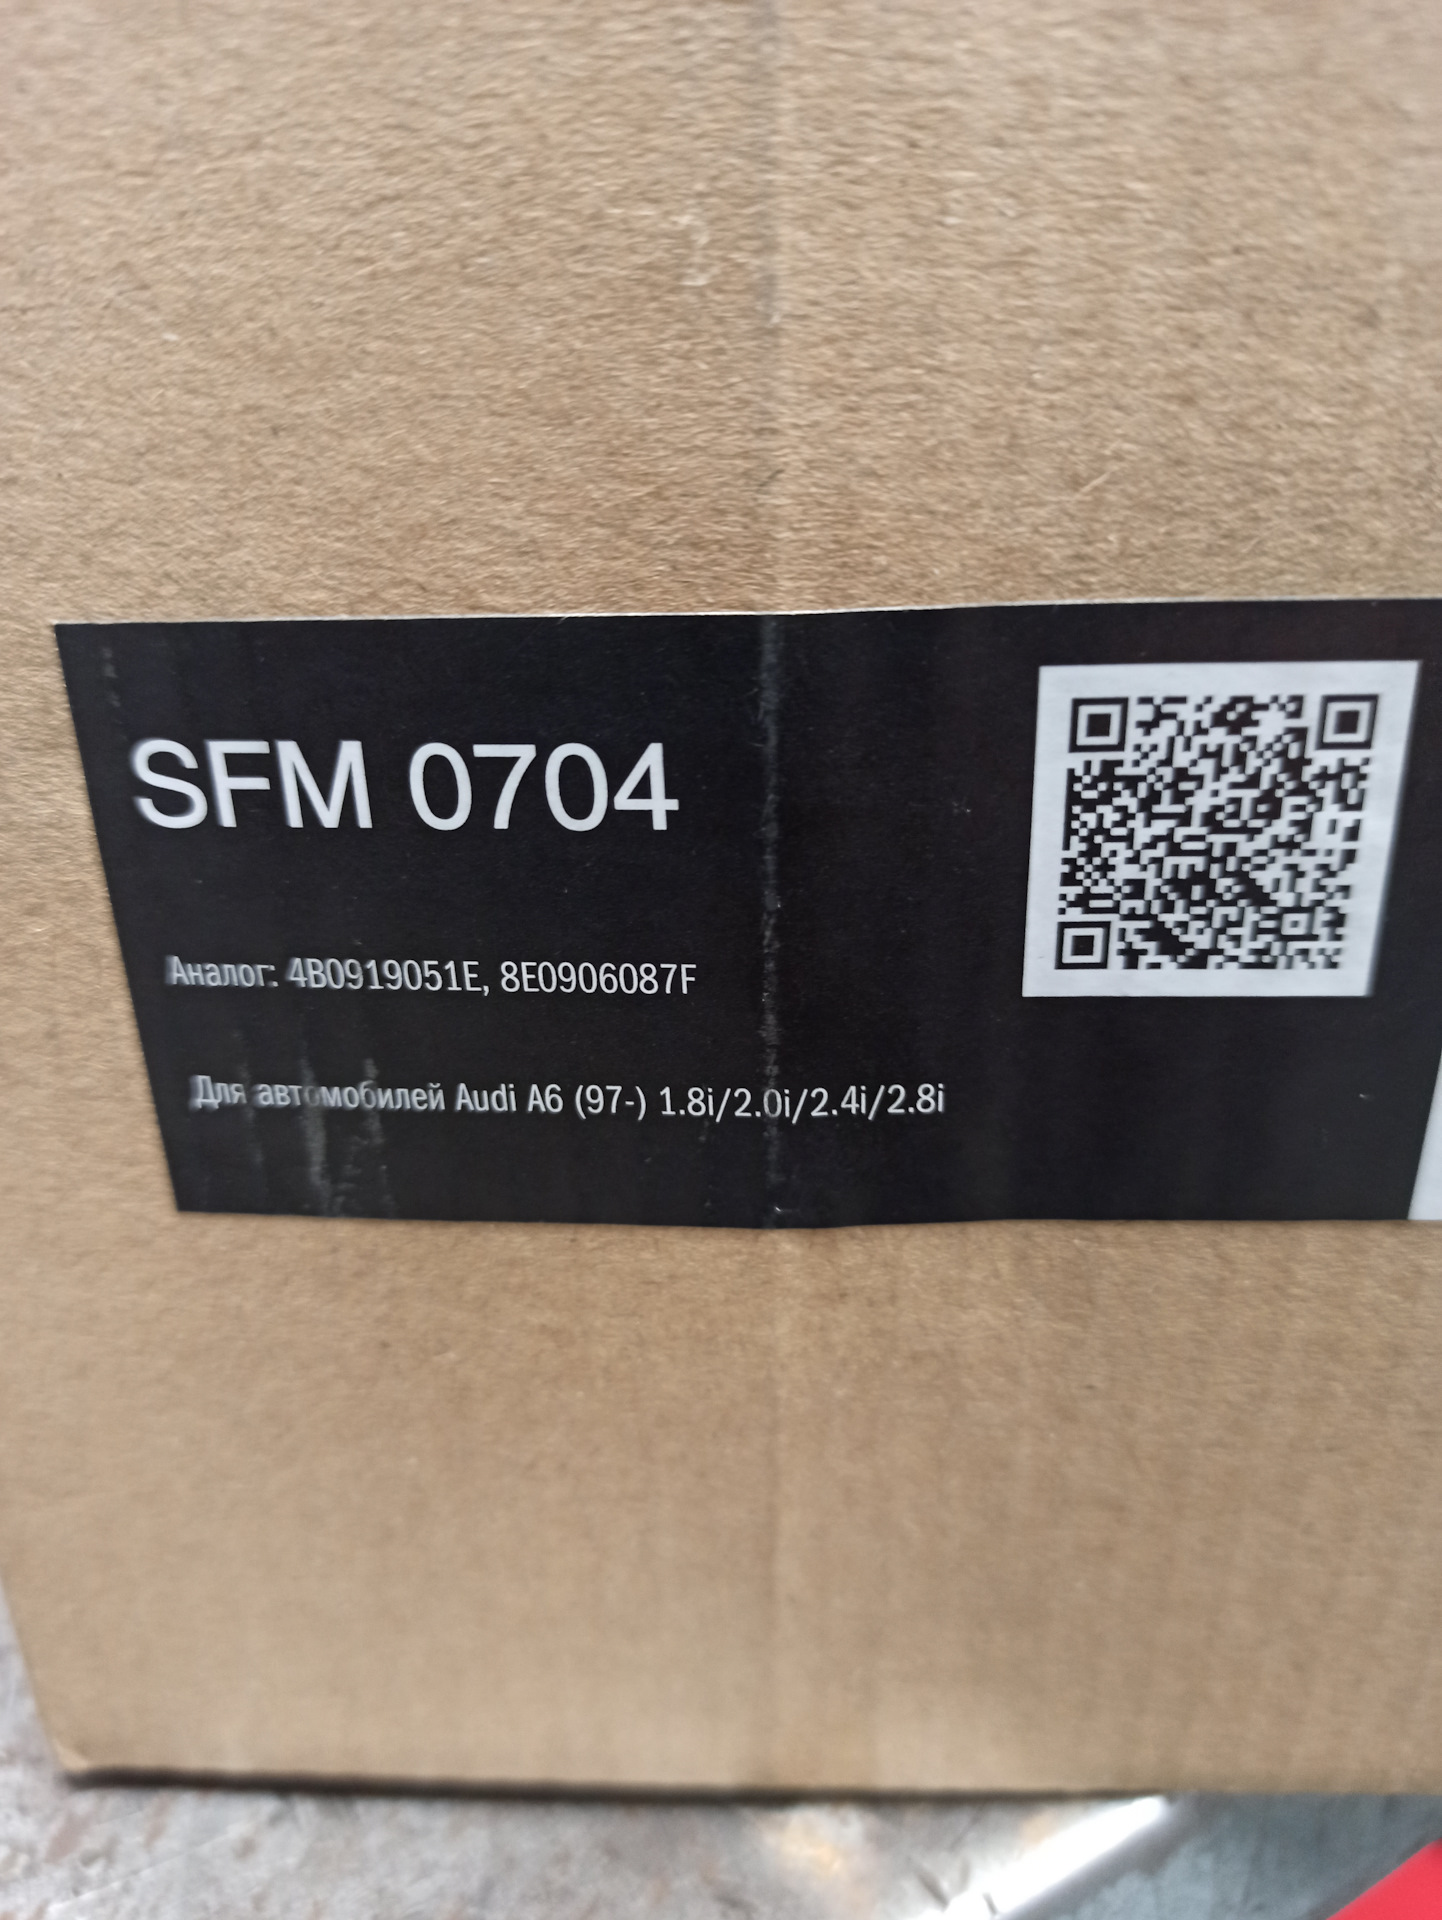 SFM 0704
Аналог: 4B0919051E, 8E0906087F
Для автомобилей Audi A6 (97-) 1.8i/2.0i/2.4i/2.8i